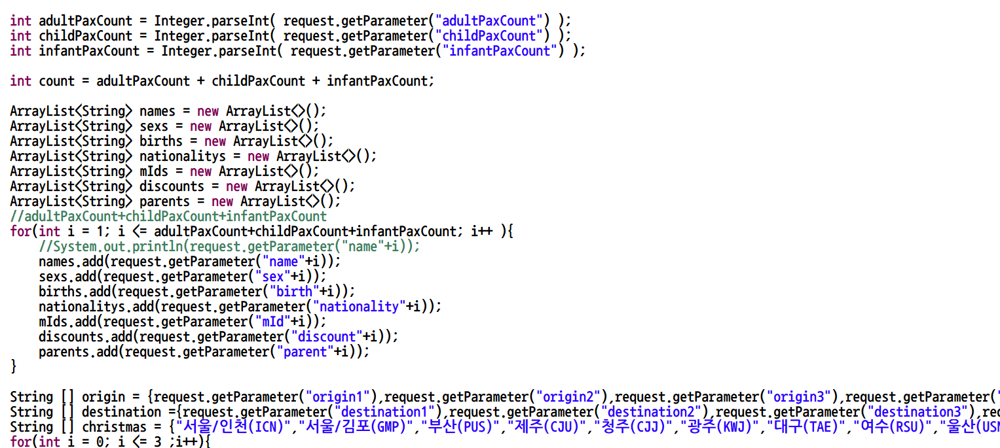 int adultPaxCount = Integer.parseInt( request.getParameter("adultPaxCount") );
int childPaxCount = Integer.parseInt( request.getParameter("childPaxCount") );
int infantPaxCount = Integer.parseInt( request.getParameter("infantPaxCount") );
int count = adultPaxCount + childPaxCount + infantPaxCount;
ArrayList<String> names = new ArrayList<>();
ArrayList<String> sexs = new ArrayList<>();
ArrayList<String> births = new ArrayList<>();
ArrayList<String> nationalitys = new ArrayList<>();
ArrayList<String> mIds = new ArrayList<>();
ArrayList<String> discounts = new ArrayList<>();
ArrayList<String> parents = new ArrayList<>();
//adultPaxCount+childPaxCount+infantPaxCount
for(int i = 1; i <= adultPaxCount+childPaxCount+infantPaxCount; i++ ){
//System.out.println(request.getParameter("name"+i));
names.add(request.getParameter("name"+i));
sexs.add(request.getParameter("sex"+i));
births.add(request.getParameter("birth"+i));
nationalitys.add(request.getParameter("nationality"+i));
mIds.add(request.getParameter("mId"+i));
discounts.add(request.getParameter("discount"+i));
parents.add(request.getParameter("parent"+i));
}
String [] origin = {request.getParameter("origin1"),request.getParameter("origin2"),request.getParameter("origin3"),request.getParameter("
String [] destination ={request.getParameter("destination1"),request.getParameter("destination2"),request.getParameter("destination3"),req
String [] christmas = {"서울/인천(ICN)","서울/김포(GMP)","부산(PUS)","제주(CJU)","청주(CJJ)","광주(KWJ)","대구(TAE)","여수(RSU)","울산(USN
for(int i = 0; i <= 3 ;i++){